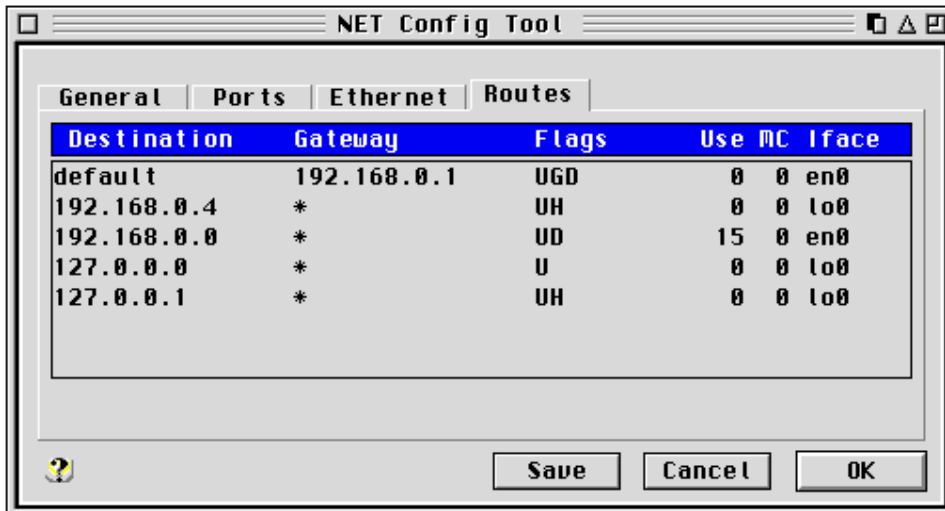 NET Config Tool
General Ports Ethernet Routes
Destination Gateway Flags Use MC Iface
default 192.168.0.1 UGD 0 0 en0
192.168.0.4 * UH 0 0 lo0
192.168.0.0 * UD 15 0 en0
127.0.0.0 * U 0 0 lo0
127.0.0.1 * UH 0 0 lo0
Save Cancel OK